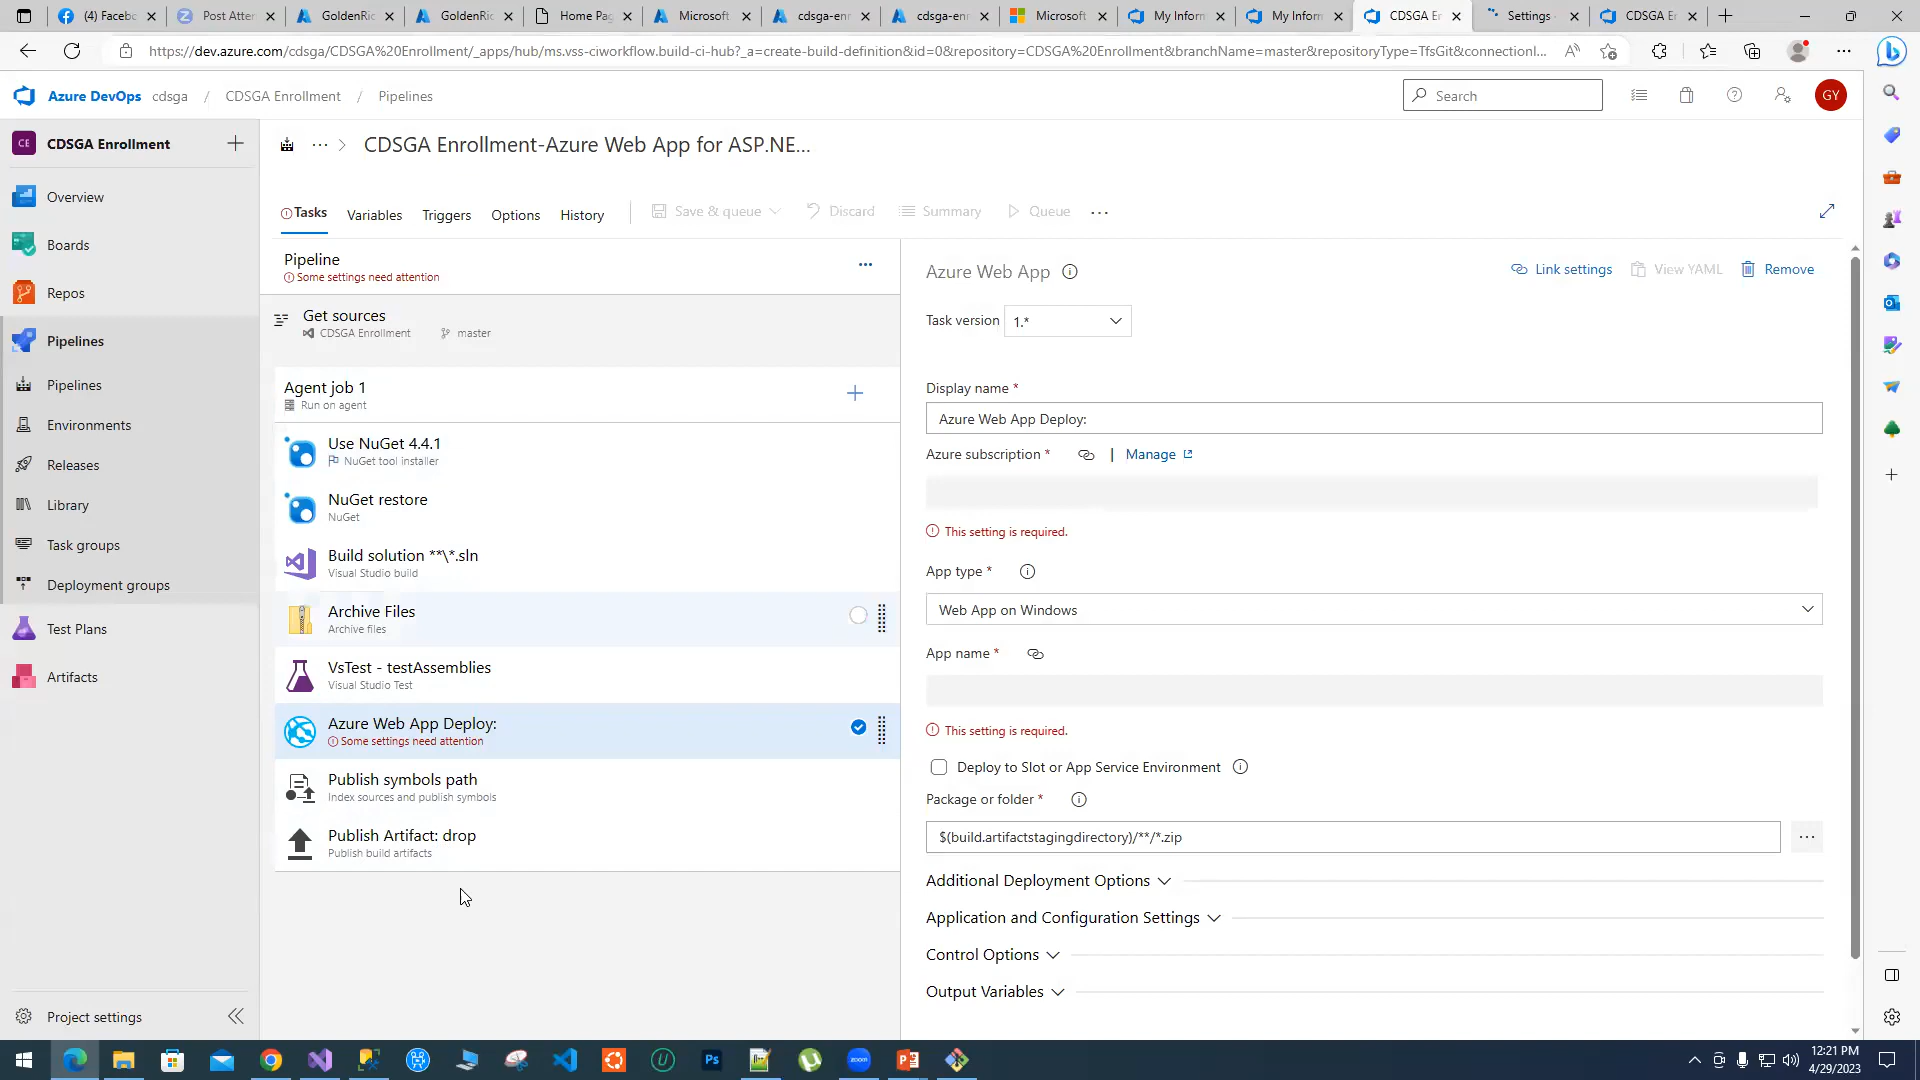 (4) Facebo
Post Atten
GoldenRic
GoldenRic
Home Pag
Microsoft
cdsga-enr
cdsga-enr
Microsoft
My Inform
My Inform
CDSGA En
Settings -
CDSGA En
https://dev.azure.com/cdsga/CDSGA%20Enrollment/_apps/hub/ms.vss-ciworkflow.build-ci-hub?_a=create-build-definition&id=0&repository=CDSGA%20Enrollment&branchName=master&repositoryType=TfsGit&connectionI...
Azure DevOps cdsga / CDSGA Enrollment / Pipelines
Search
GY
CE CDSGA Enrollment
CDSGA Enrollment-Azure Web App for ASP.NE...
Overview
Boards
Repos
Pipelines
Pipelines
Environments
Releases
Library
Task groups
Deployment groups
Test Plans
Artifacts
Project settings
Tasks Variables Triggers Options History
Save & queue Discard Summary Queue
Pipeline
Some settings need attention
Get sources
CDSGA Enrollment master
Agent job 1
Run on agent
Use NuGet 4.4.1
NuGet tool installer
NuGet restore
NuGet
Build solution **\*.sln
Visual Studio build
Archive Files
Archive files
VsTest - testAssemblies
Visual Studio Test
Azure Web App Deploy:
Some settings need attention
Publish symbols path
Index sources and publish symbols
Publish Artifact: drop
Publish build artifacts
Azure Web App
Link settings View YAML Remove
Task version 1.*
Display name *
Azure Web App Deploy:
Azure subscription * | Manage
This setting is required.
App type *
Web App on Windows
App name *
This setting is required.
Deploy to Slot or App Service Environment
Package or folder *
$(build.artifactstagingdirectory)/**/*.zip
Additional Deployment Options
Application and Configuration Settings
Control Options
Output Variables
Ps
zoom
12:21 PM
4/29/2023